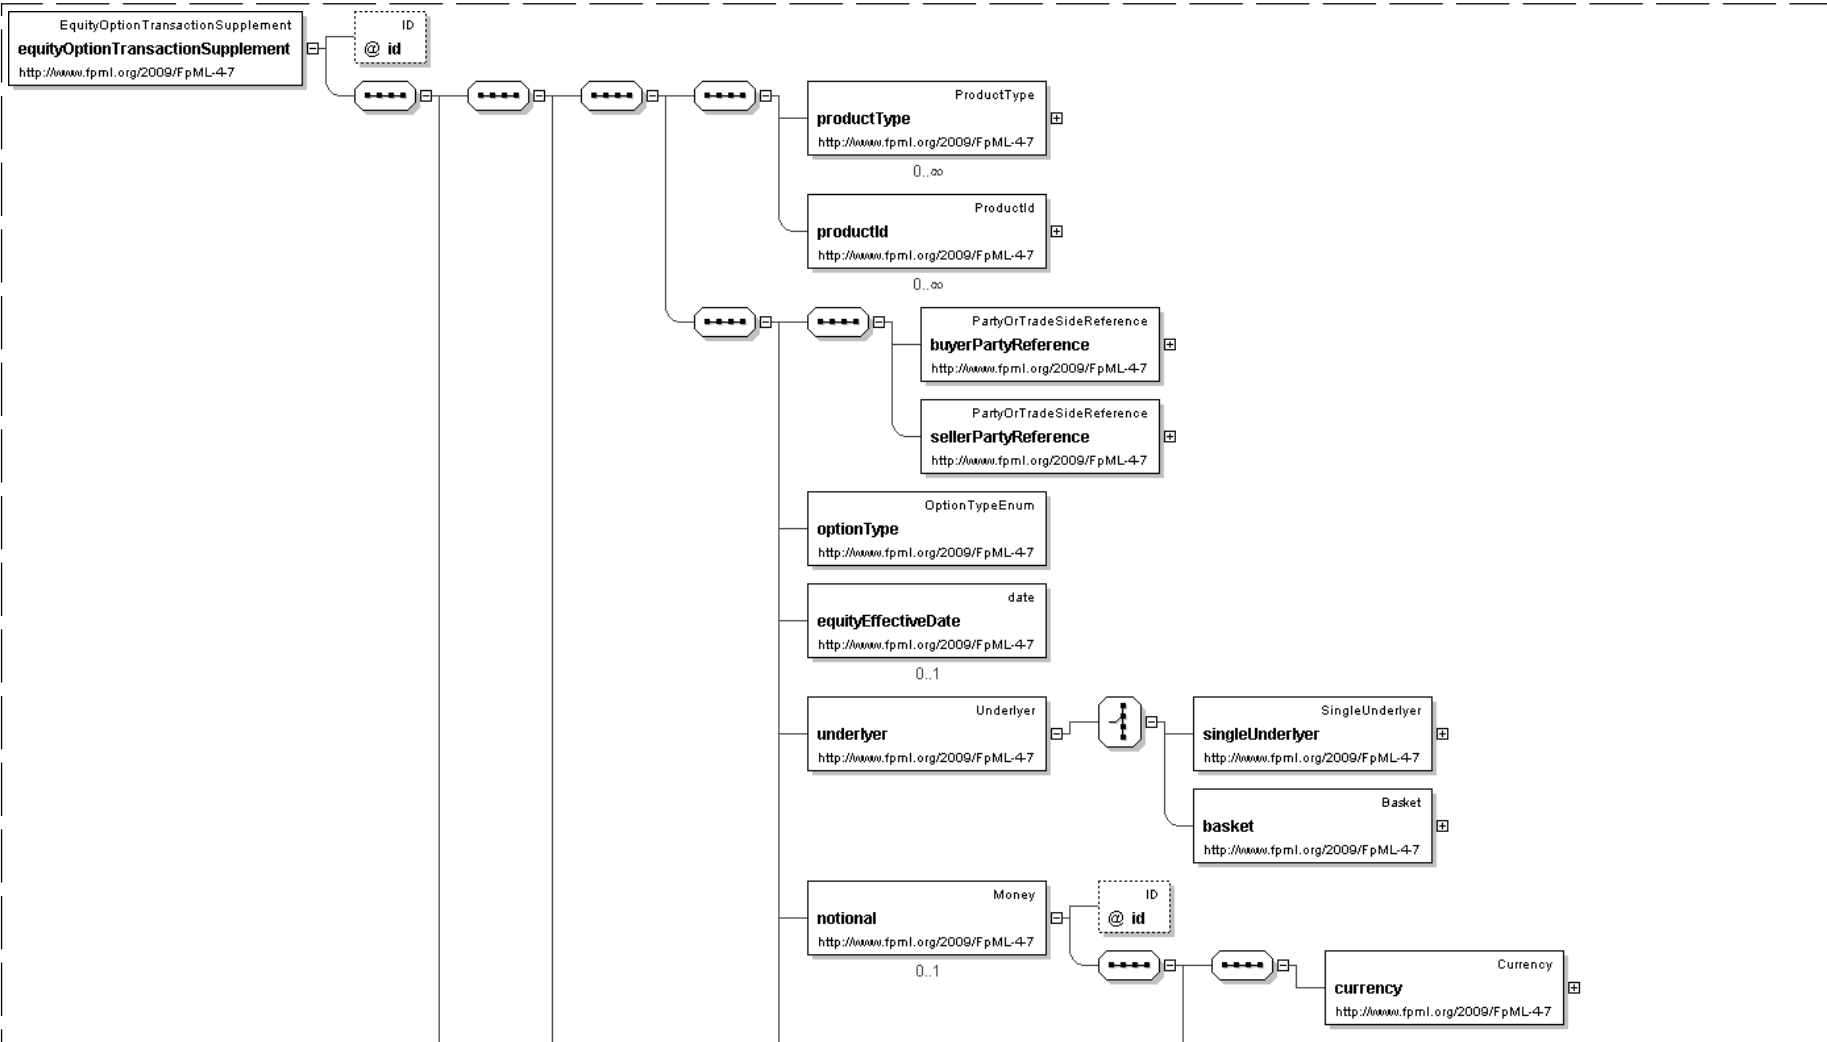 EquityOptionTransactionSupplement
equityOptionTransactionSupplement
http://www.fpml.org/2009/FpML-4-7
ID
@ id
ProductType
productType
http://www.fpml.org/2009/FpML-4-7
0..∞
ProductId
productId
http://www.fpml.org/2009/FpML-4-7
0..∞
PartyOrTradeSideReference
buyerPartyReference
http://www.fpml.org/2009/FpML-4-7
PartyOrTradeSideReference
sellerPartyReference
http://www.fpml.org/2009/FpML-4-7
OptionTypeEnum
optionType
http://www.fpml.org/2009/FpML-4-7
date
equityEffectiveDate
http://www.fpml.org/2009/FpML-4-7
0..1
Underlyer
underlyer
http://www.fpml.org/2009/FpML-4-7
SingleUnderlyer
singleUnderlyer
http://www.fpml.org/2009/FpML-4-7
Basket
basket
http://www.fpml.org/2009/FpML-4-7
Money
notional
http://www.fpml.org/2009/FpML-4-7
0..1
ID
@ id
Currency
currency
http://www.fpml.org/2009/FpML-4-7